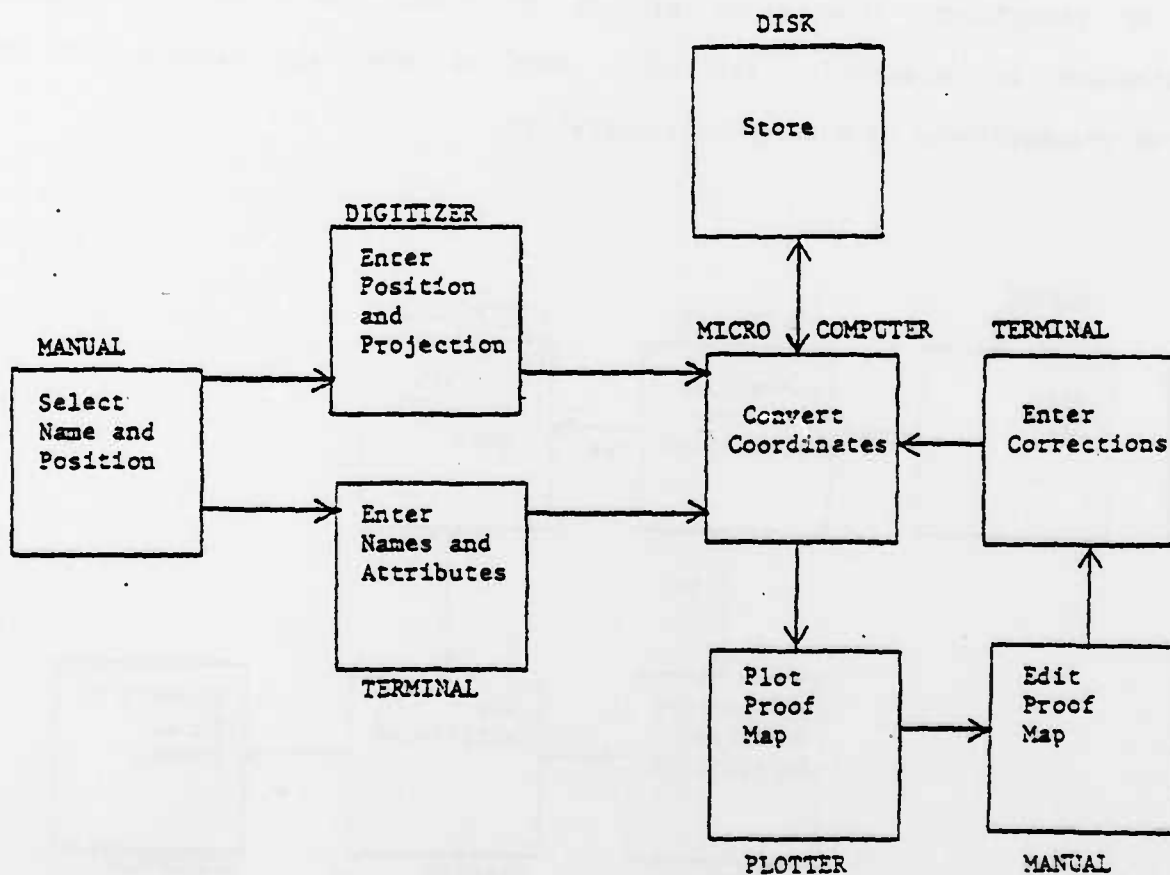 DISK
Store
DIGITIZER
Enter
Position
and
Projection
MANUAL
Select
Name and
Position
MICRO COMPUTER
Convert
Coordinates
TERMINAL
Enter
Corrections
Enter
Names and
Attributes
TERMINAL
Plot
Proof
Map
PLOTTER
Edit
Proof
Map
MANUAL